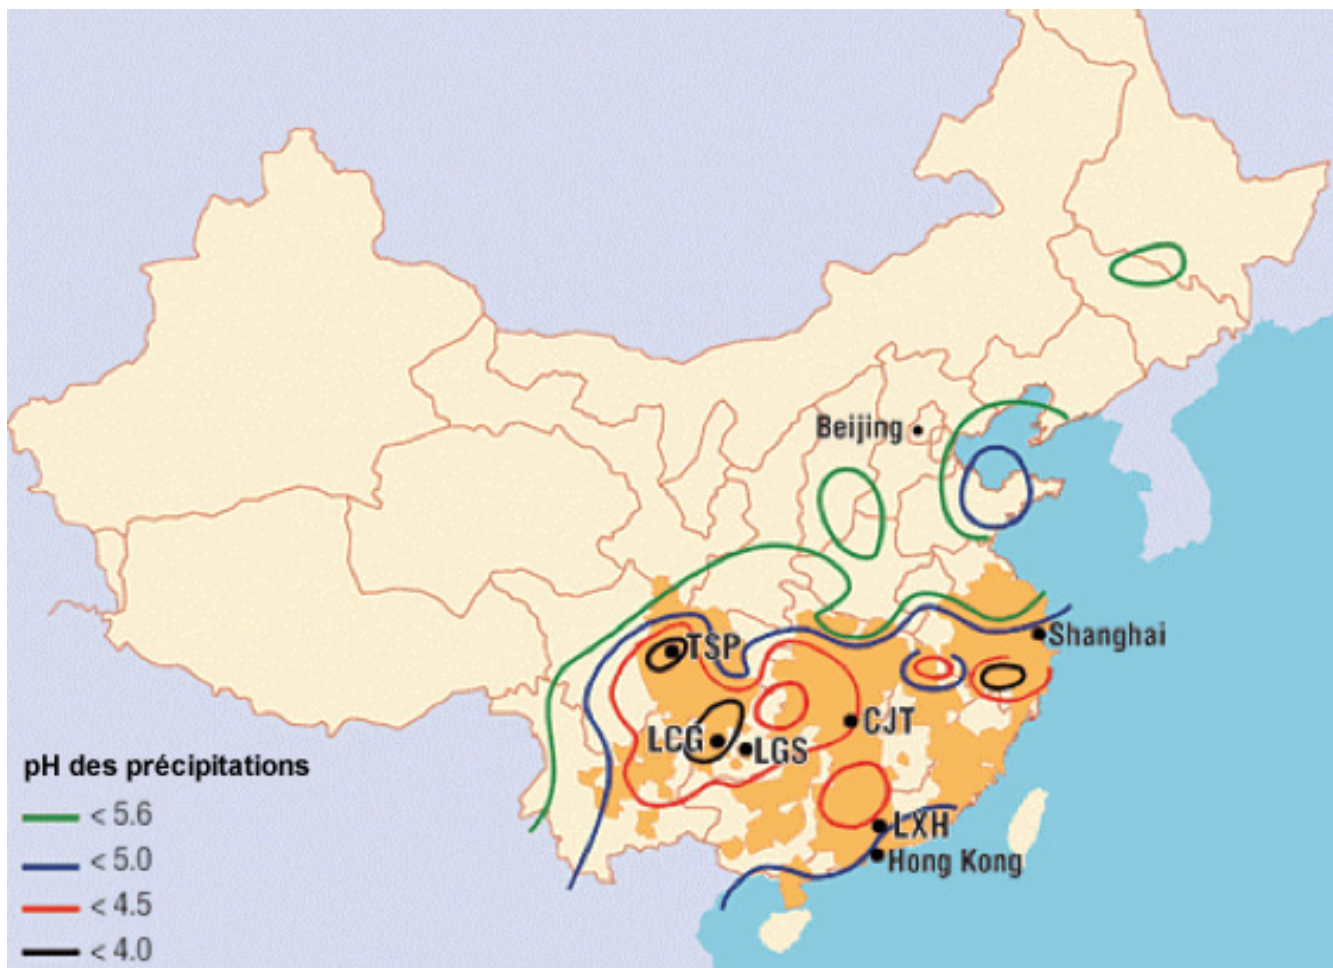 Beijing
Shanghai
TSP
CJT
LCG
LGS
LXH
Hong Kong
pH des précipitations
< 5.6
< 5.0
< 4.5
< 4.0